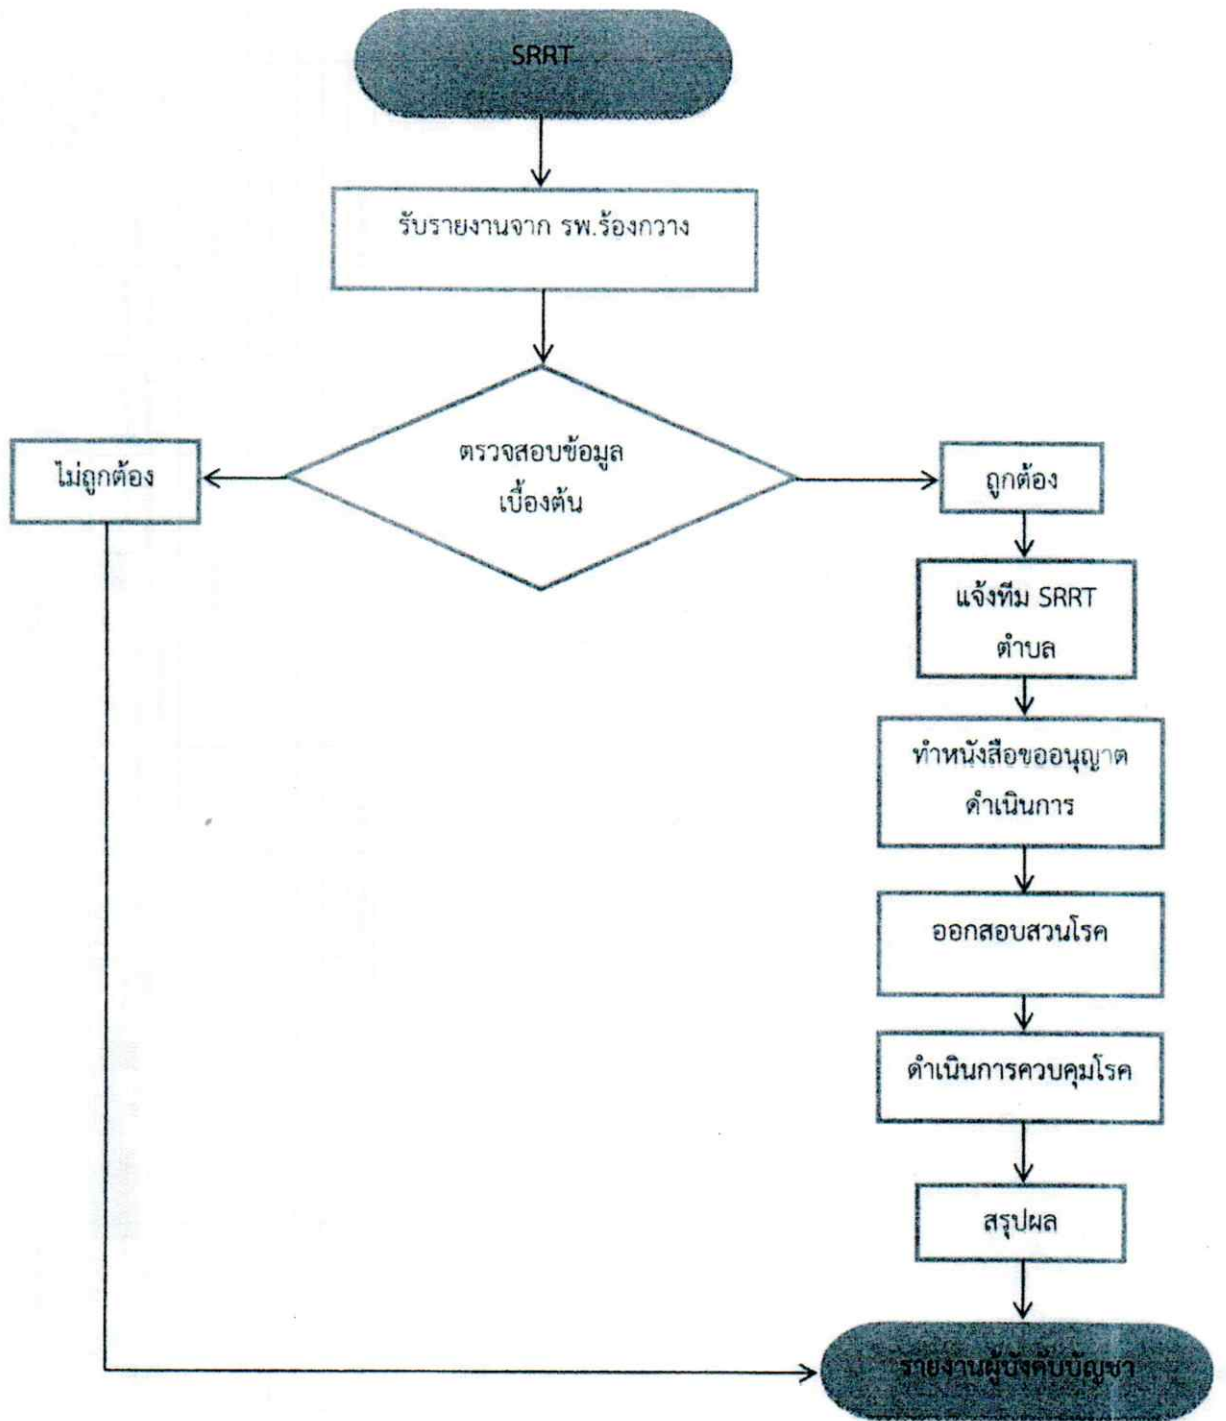 SRRT
รับรายงานจาก รพ.ร้องกวาง
ตรวจสอบข้อมูล
เบื้องต้น
ไม่ถูกต้อง
ถูกต้อง
แจ้งทีม SRRT
ตำบล
ทำหนังสือขออนุญาต
ดำเนินการ
ออกสอบสวนโรค
ดำเนินการควบคุมโรค
สรุปผล
รายงานผู้บังคับบัญชา